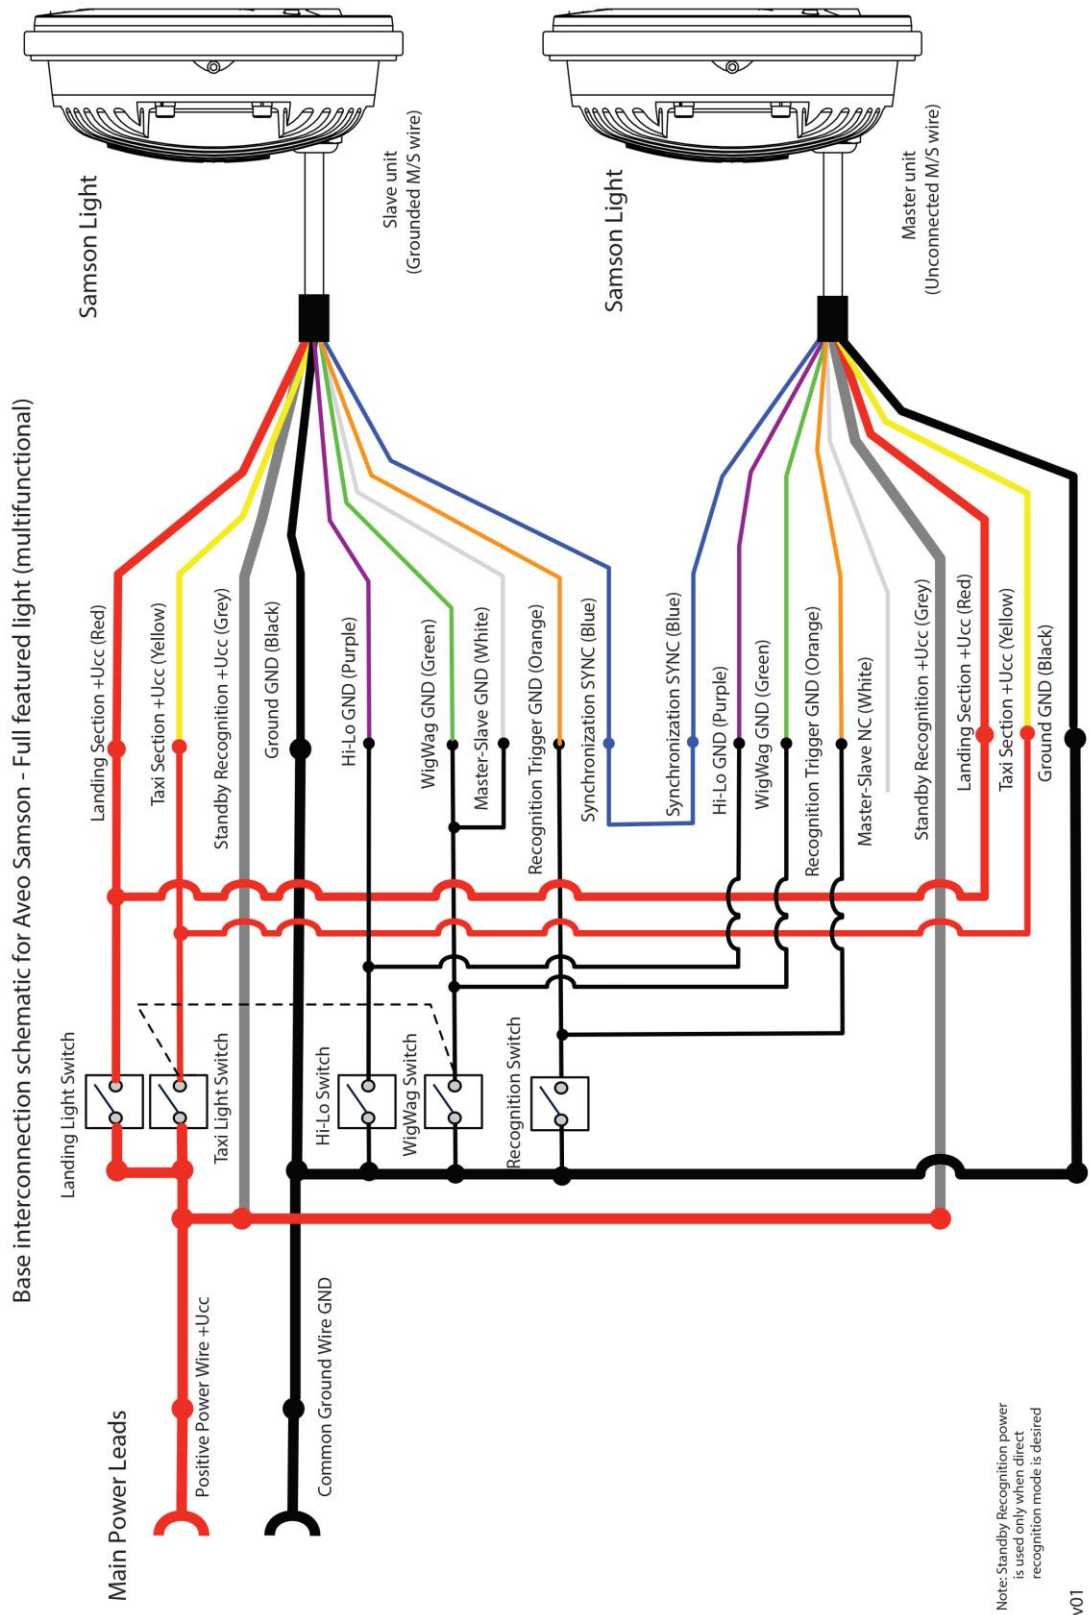 Base interconnection schematic for Aveo Samson - Full featured light (multifunctional)
Samson Light
Slave unit
(Grounded M/S wire)
Samson Light
Master unit
(Unconnected M/S wire)
Landing Section +Ucc (Red)
Taxi Section +Ucc (Yellow)
Standby Recognition +Ucc (Grey)
Ground GND (Black)
Hi-Lo GND (Purple)
WigWag GND (Green)
Master-Slave GND (White)
Recognition Trigger GND (Orange)
Synchronization SYNC (Blue)
Synchronization SYNC (Blue)
Hi-Lo GND (Purple)
WigWag GND (Green)
Recognition Trigger GND (Orange)
Master-Slave NC (White)
Standby Recognition +Ucc (Grey)
Landing Section +Ucc (Red)
Taxi Section +Ucc (Yellow)
Ground GND (Black)
Landing Light Switch
Taxi Light Switch
Hi-Lo Switch
WigWag Switch
Recognition Switch
Main Power Leads
Positive Power Wire +Ucc
Common Ground Wire GND
Note: Standby Recognition power
is used only when direct
recognition mode is desired
v01